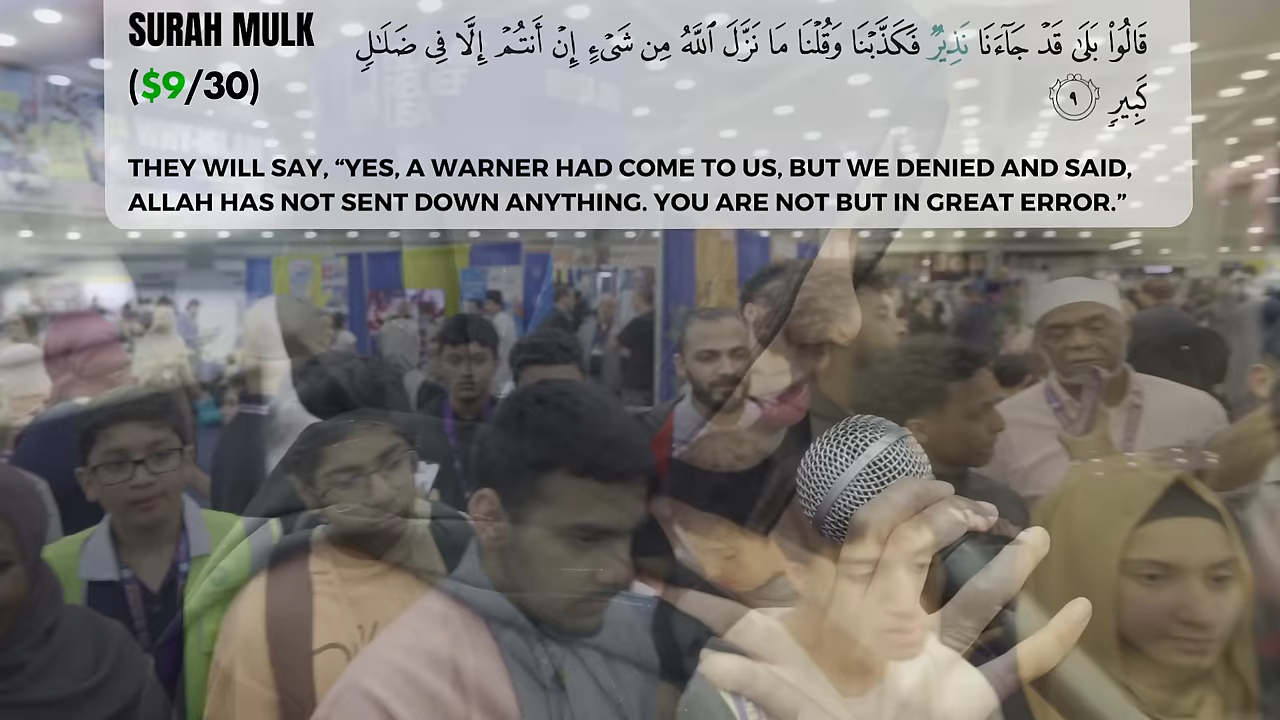 SURAH MULK
($9/30)
قَالُوا۟ بَلَىٰ قَدْ جَآءَنَا نَذِيرٌ فَكَذَّبْنَا وَقُلْنَا مَا نَزَّلَ ٱللَّهُ مِن شَىْءٍ إِنْ أَنتُمْ إِلَّا فِى ضَلَـٰلٍ
كَبِيرٍ ٩
THEY WILL SAY, “YES, A WARNER HAD COME TO US, BUT WE DENIED AND SAID,
ALLAH HAS NOT SENT DOWN ANYTHING. YOU ARE NOT BUT IN GREAT ERROR.”